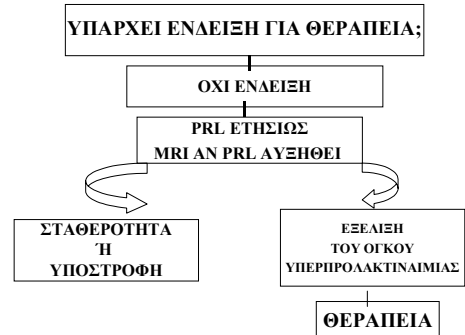 ΥΠΑΡΧΕΙ ΕΝΔΕΙΞΗ ΓΙΑ ΘΕΡΑΠΕΙΑ;
ΟΧΙ ΕΝΔΕΙΞΗ
PRL ΕΤΗΣΙΩΣ
MRI ΑΝ PRL ΑΥΞΗΘΕΙ
ΣΤΑΘΕΡΟΤΗΤΑ
Ή
ΥΠΟΣΤΡΟΦΗ
ΕΞΕΛΙΞΗ
ΤΟΥ ΟΓΚΟΥ
ΥΠΕΡΠΡΟΛΑΚΤΙΝΑΙΜΙΑΣ
ΘΕΡΑΠΕΙΑ